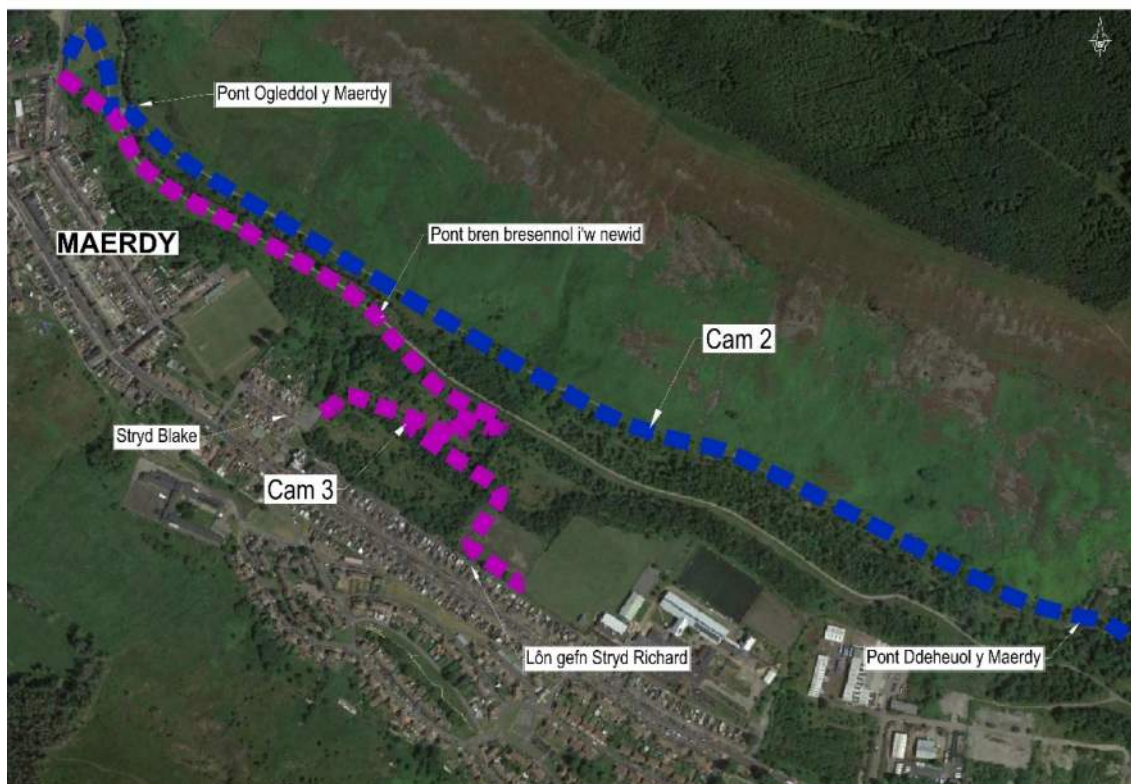 Pont Ogleddol y Maerdy
Pont bren bresennol i'w newid
MAERDY
Cam 2
Stryd Blake
Cam 3
Lôn gefn Stryd Richard
Pont Ddeheuol y Maerdy